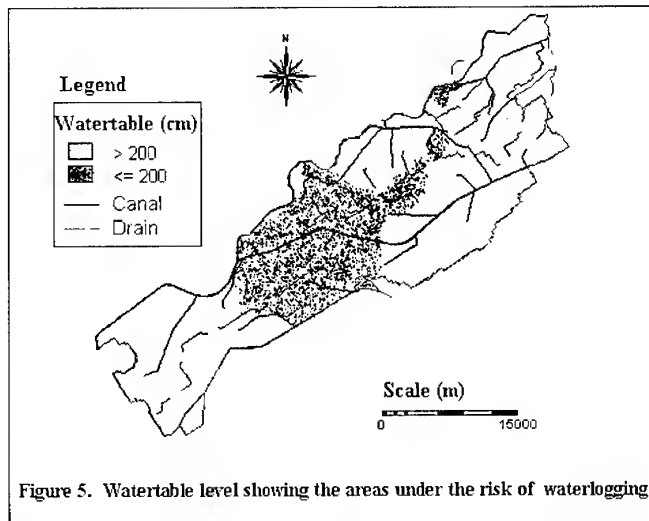 N
Legend
Watertable (cm)
> 200
<= 200
Canal
Drain
Scale (m)
0 15000
Figure 5. Watertable level showing the areas under the risk of waterlogging